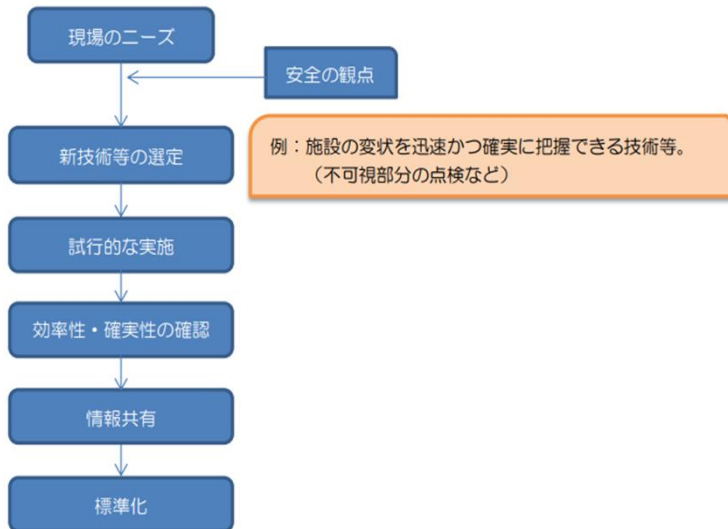 現場のニーズ
安全の観点
新技術等の選定
例：施設の変状を迅速かつ確実に把握できる技術等。
（不可視部分の点検など）
試行的な実施
効率性・確実性の確認
情報共有
標準化